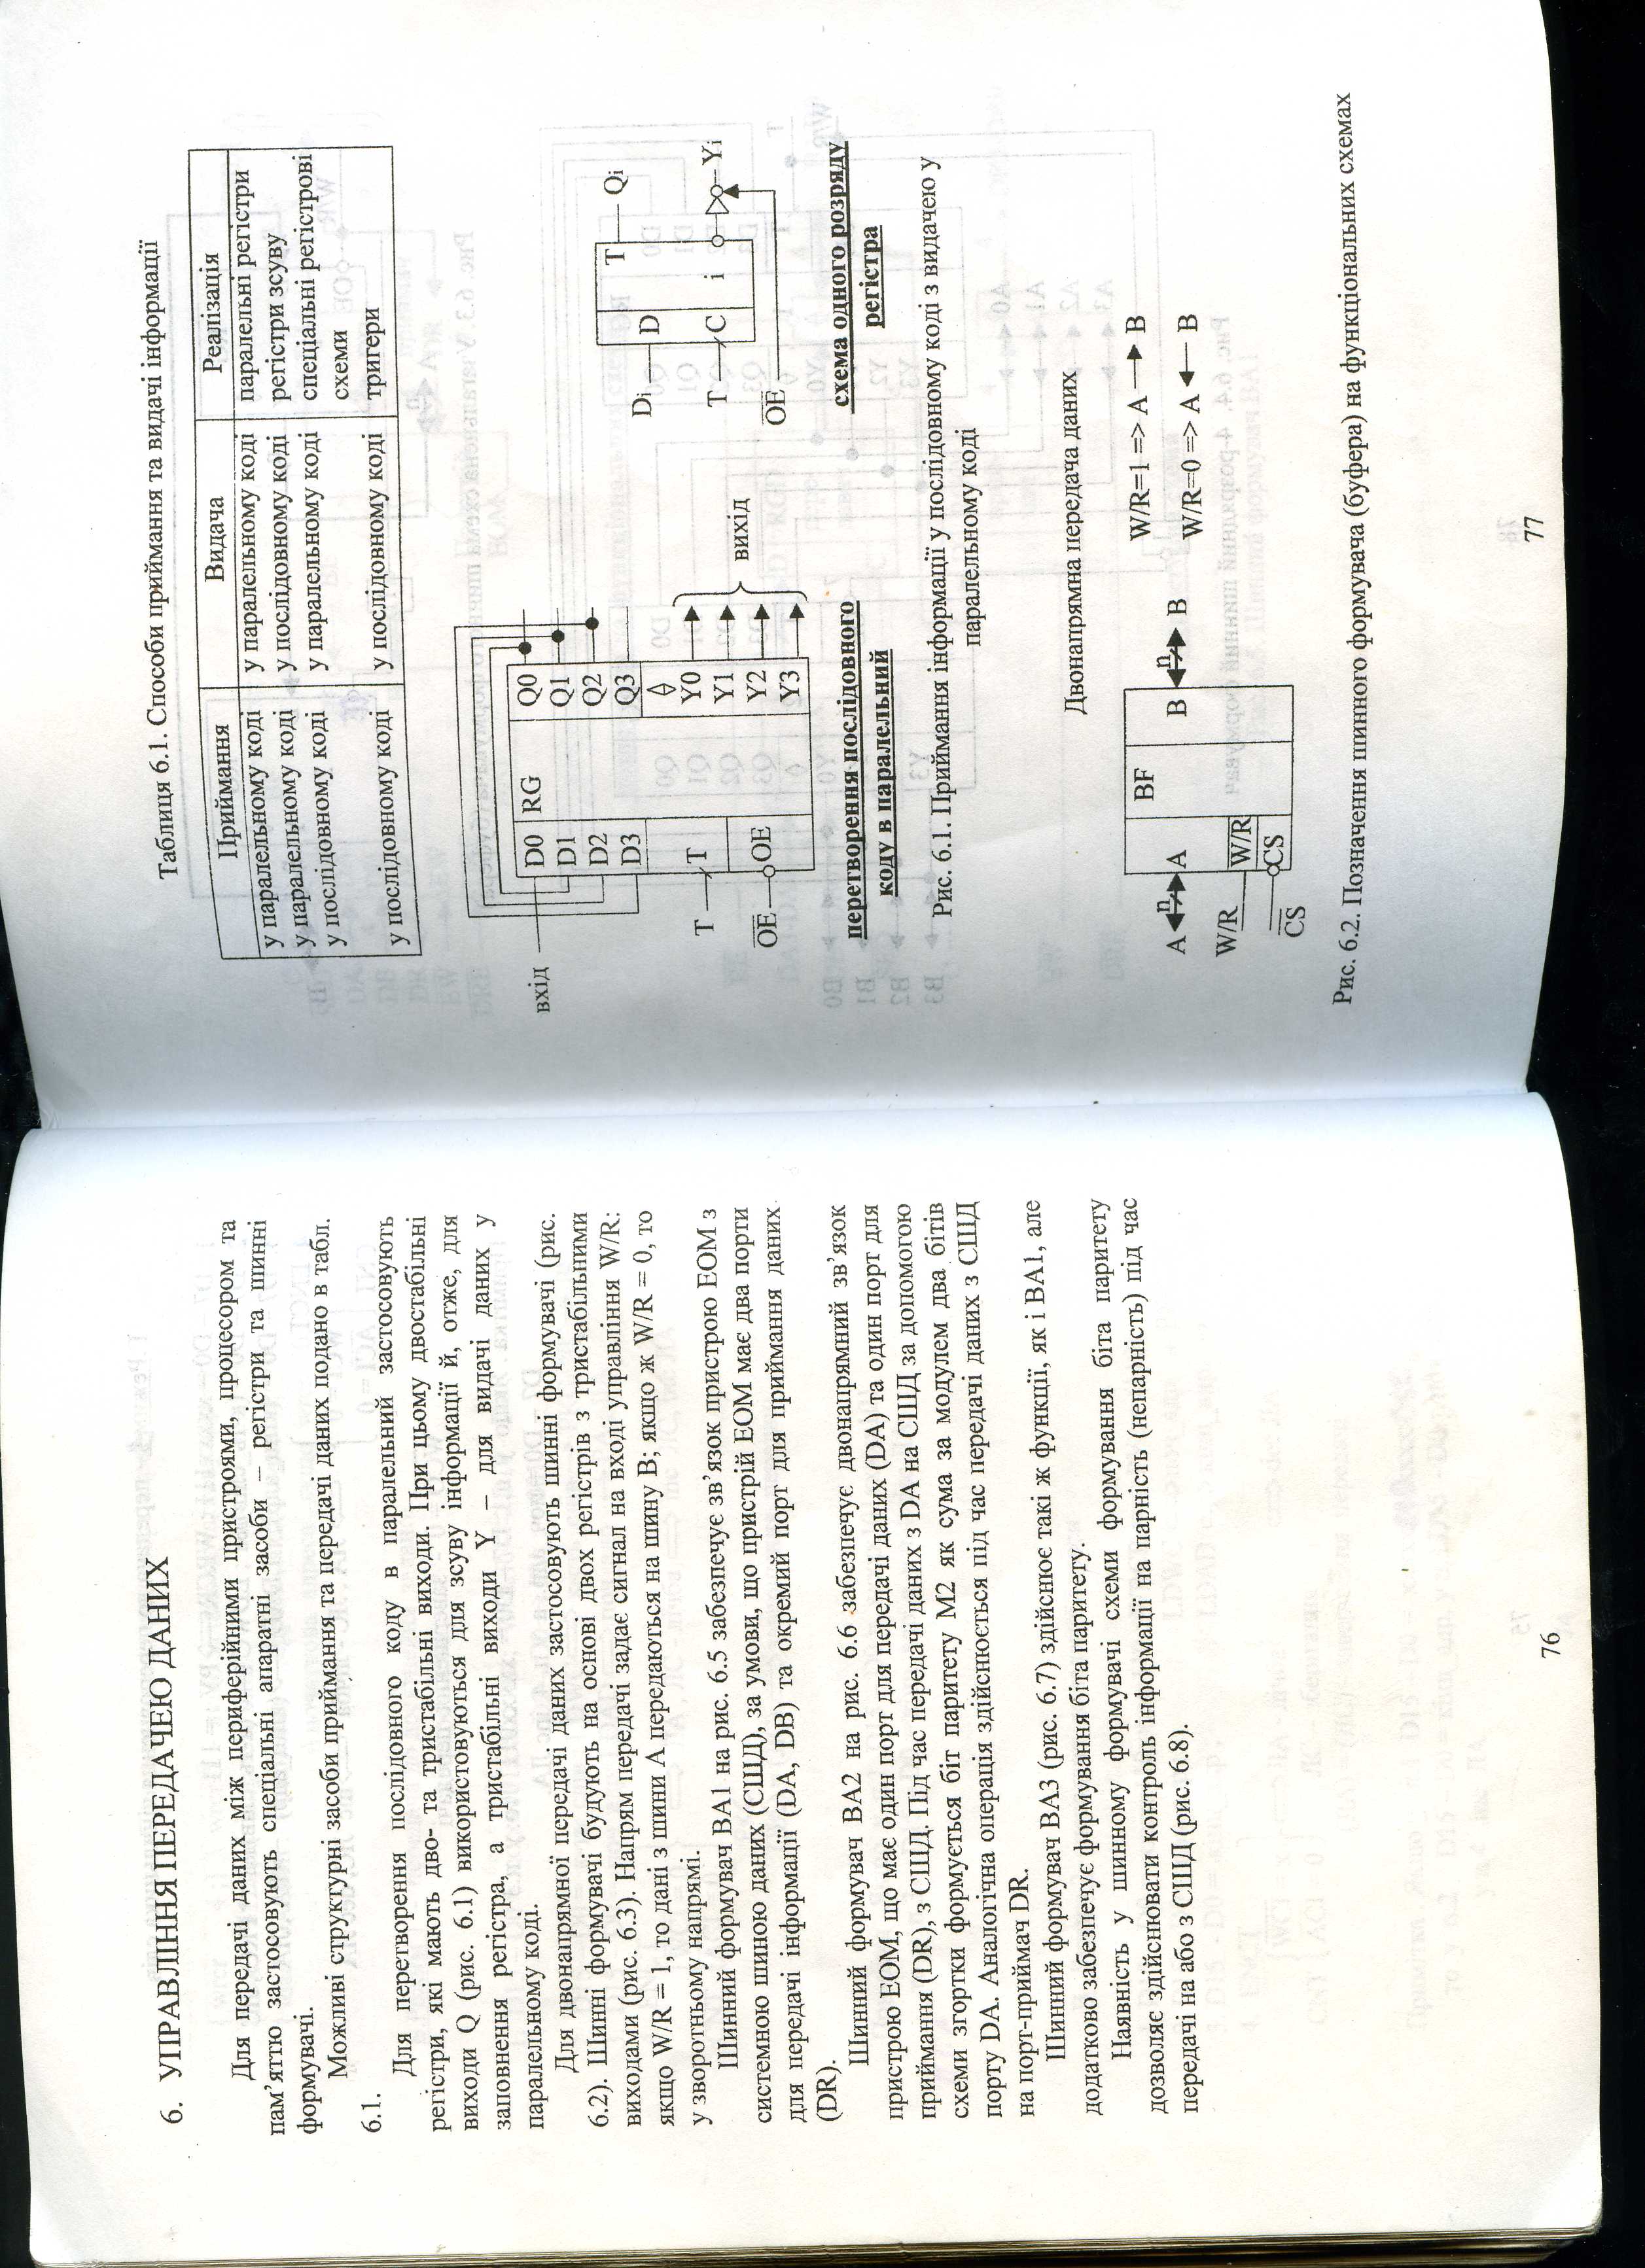 6. УПРАВЛІННЯ ПЕРЕДАЧЕЮ ДАНИХ
Для передачі даних між периферійними пристроями, процесором та
пам’яттю застосовують спеціальні апаратні засоби – регістри та шинні
формувачі.
Можливі структурні засоби приймання та передачі даних подано в табл.
6.1.
Для перетворення послідовного коду в паралельний застосовують
регістри, які мають дво- та тристабільні виходи. При цьому двостабільні
виходи Q (рис. 6.1) використовуються для зсуву інформації й, отже, для
заповнення регістра, а тристабільні виходи Y – для видачі даних у
паралельному коді.
Для двонапрямної передачі даних застосовують шинні формувачі (рис.
6.2). Шинні формувачі будують на основі двох регістрів з тристабільними
виходами (рис. 6.3). Напрям передачі задає сигнал на вході управління W/R:
якщо W/R = 1, то дані з шини А передаються на шину В; якщо ж W/R = 0, то
у зворотньому напрямі.
Шинний формувач ВА1 на рис. 6.5 забезпечує зв’язок пристрою ЕОМ з
системною шиною даних (СШД), за умови, що пристрій ЕОМ має два порти
для передачі інформації (DA, DB) та окремий порт для приймання даних
(DR).
Шинний формувач ВА2 на рис. 6.6 забезпечує двонапрямний зв’язок
пристрою ЕОМ, що має один порт для передачі даних (DA) та один порт для
приймання (DR), з СШД. Під час передачі даних з DA на СШД за допомогою
схеми згортки формується біт паритету М2 як сума за модулем два бітів
порту DA. Аналогічна операція здійснюється під час передачі даних з СШД
на порт-приймач DR.
Шинний формувач ВА3 (рис. 6.7) здійснює такі ж функції, як і ВА1, але
додатково забезпечує формування біта паритету.
Наявність у шинному формувачі схеми формування біта паритету
дозволяє здійснювати контроль інформації на парність (непарність) під час
передачі на або з СШД (рис. 6.8).
76
Таблиця 6.1. Способи приймання та видачі інформації
Приймання Видача Реалізація
у паралельному коді у паралельному коді паралельні регістри
у паралельному коді у послідовному коді регістри зсуву
у послідовному коді у паралельному коді спеціальні регістрові
схеми
у послідовному коді у послідовному коді тригери
вхід D0 RG Q0
D1 Q1
D2 Q2
D3 Q3
T T Y0
Y1
OE OE Y2
Y3
вихід
Di D T Qi
T C i Yi
OE
перетворення послідовного
коду в паралельний
схема одного розряду
регістра
Рис. 6.1. Приймання інформації у послідовному коді з видачею у
паралельному коді
Двонапрямна передача даних
A n A BF B n B
W/R W/R
CS CS
W/R=1 => A → B
W/R=0 => A ← B
Рис. 6.2. Позначення шинного формувача (буфера) на функціональних схемах
77